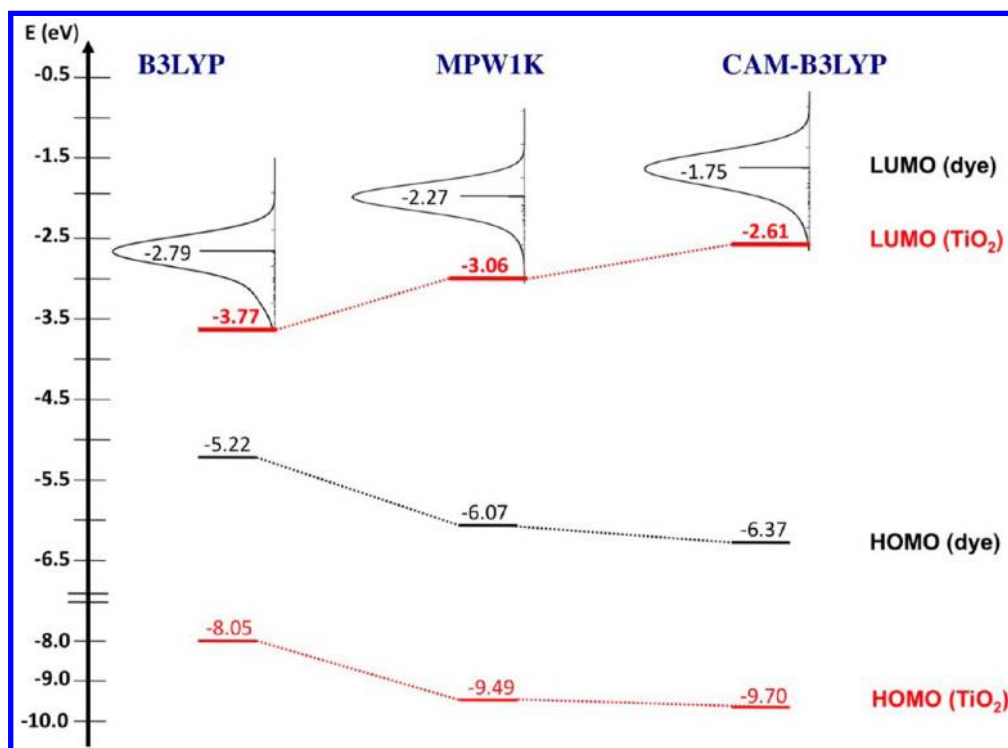 E (eV)
B3LYP
MPW1K
CAM-B3LYP
-0.5
-1.5
-2.5
-3.5
-4.5
-5.5
-6.5
-8.0
-9.0
-10.0
-2.79
-2.27
-1.75
LUMO (dye)
-3.77
-3.06
-2.61
LUMO (TiO₂)
-5.22
-6.07
-6.37
HOMO (dye)
-8.05
-9.49
-9.70
HOMO (TiO₂)